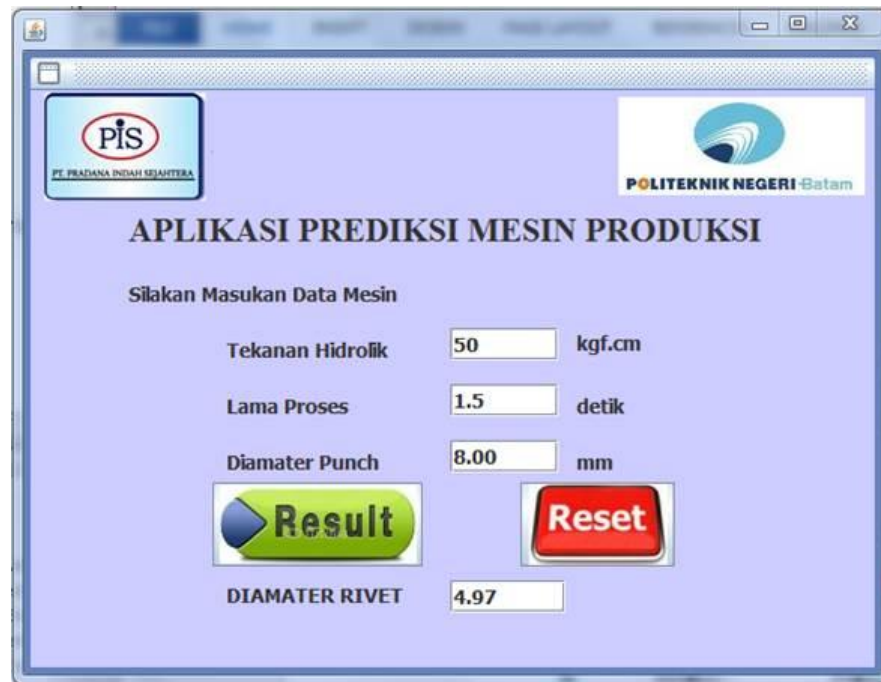 PIS
PT. PRADANA INDAH SEJAHTERA
POLITEKNIK NEGERI Batam
APLIKASI PREDIKSI MESIN PRODUKSI
Silakan Masukan Data Mesin
Tekanan Hidrolik 50 kgf.cm
Lama Proses 1.5 detik
Diamater Punch 8.00 mm
Result Reset
DIAMATER RIVET 4.97